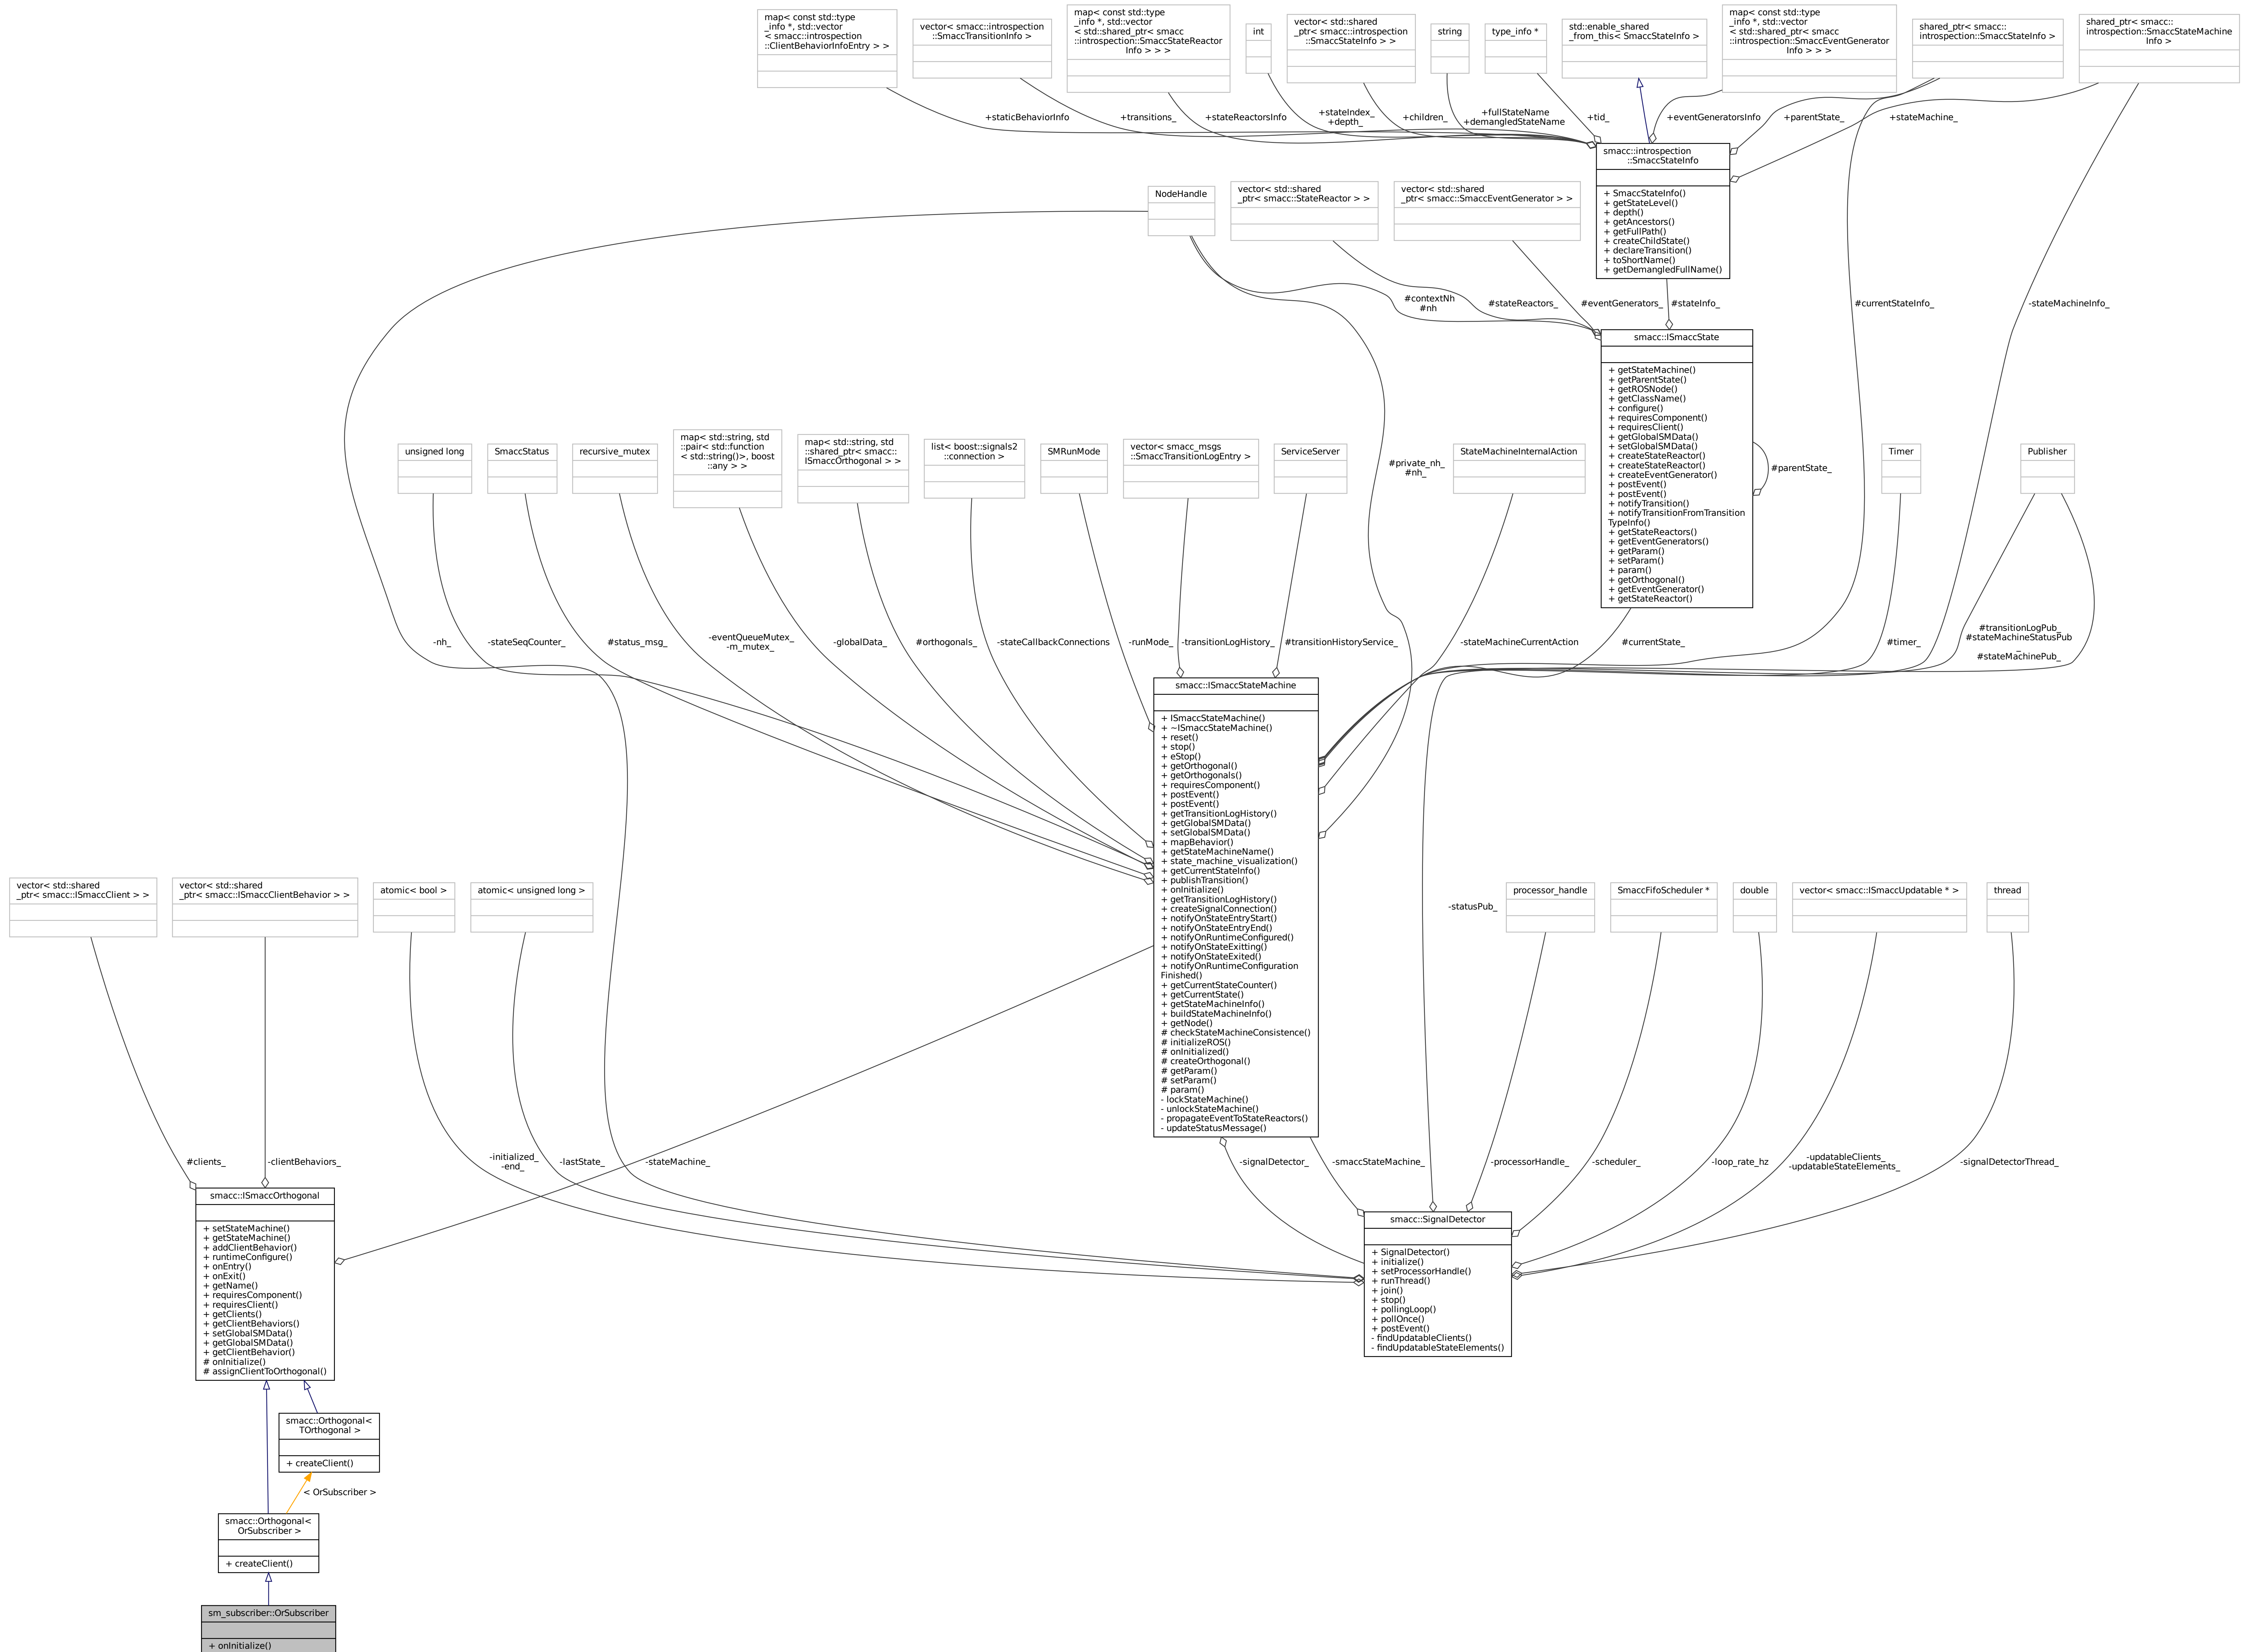 map< const std::type
_info *, std::vector
< smacc::introspection
::ClientBehaviorInfoEntry > >
vector< smacc::introspection
::SmaccTransitionInfo >
map< const std::type
_info *, std::vector
< std::shared_ptr< smacc
::introspection::SmaccStateReactor
Info > > >
int
vector< std::shared
_ptr< smacc::introspection
::SmaccStateInfo > >
string
type_info *
std::enable_shared
_from_this< SmaccStateInfo >
map< const std::type
_info *, std::vector
< std::shared_ptr< smacc
::introspection::SmaccEventGenerator
Info > > >
shared_ptr< smacc::
introspection::SmaccStateInfo >
shared_ptr< smacc::
introspection::SmaccStateMachine
Info >
+staticBehaviorInfo
+transitions_
+stateReactorsInfo
+stateIndex_
+depth_
+children_
+fullStateName
+demangledStateName
+tid_
+eventGeneratorsInfo
+parentState_
+stateMachine_
smacc::introspection
::SmaccStateInfo
+ SmaccStateInfo()
+ getStateLevel()
+ depth()
+ getAncestors()
+ getFullPath()
+ createChildState()
+ declareTransition()
+ toShortName()
+ getDemangledFullName()
NodeHandle
vector< std::shared
_ptr< smacc::StateReactor > >
vector< std::shared
_ptr< smacc::SmaccEventGenerator > >
#contextNh
#nh
#stateReactors_
#eventGenerators_
#stateInfo_
#currentStateInfo_
-stateMachineInfo_
smacc::ISmaccState
+ getStateMachine()
+ getParentState()
+ getROSNode()
+ getClassName()
+ configure()
+ requiresComponent()
+ requiresClient()
+ getGlobalSMData()
+ setGlobalSMData()
+ createStateReactor()
+ createStateReactor()
+ createEventGenerator()
+ postEvent()
+ postEvent()
+ notifyTransition()
+ notifyTransitionFromTransition
TypeInfo()
+ getStateReactors()
+ getEventGenerators()
+ getParam()
+ setParam()
+ param()
+ getOrthogonal()
+ getEventGenerator()
+ getStateReactor()
#parentState_
unsigned long
SmaccStatus
recursive_mutex
map< std::string, std
::pair< std::function
< std::string()>, boost
::any > >
map< std::string, std
::shared_ptr< smacc::
ISmaccOrthogonal > >
list< boost::signals2
::connection >
SMRunMode
vector< smacc_msgs
::SmaccTransitionLogEntry >
ServiceServer
#private_nh_
#nh_
StateMachineInternalAction
Timer
Publisher
-nh_
-stateSeqCounter_
#status_msg_
-eventQueueMutex_
-m_mutex_
-globalData_
#orthogonals_
-stateCallbackConnections
-runMode_
-transitionLogHistory_
#transitionHistoryService_
-stateMachineCurrentAction
#currentState_
#timer_
#transitionLogPub_
#stateMachineStatusPub
_
#stateMachinePub_
smacc::ISmaccStateMachine
+ ISmaccStateMachine()
+ ~ISmaccStateMachine()
+ reset()
+ stop()
+ eStop()
+ getOrthogonal()
+ getOrthogonals()
+ requiresComponent()
+ postEvent()
+ postEvent()
+ getTransitionLogHistory()
+ getGlobalSMData()
+ setGlobalSMData()
+ mapBehavior()
+ getStateMachineName()
+ state_machine_visualization()
+ getCurrentStateInfo()
+ publishTransition()
+ onInitialize()
+ getTransitionLogHistory()
+ createSignalConnection()
+ notifyOnStateEntryStart()
+ notifyOnStateEntryEnd()
+ notifyOnRuntimeConfigured()
+ notifyOnStateExitting()
+ notifyOnStateExited()
+ notifyOnRuntimeConfiguration
Finished()
+ getCurrentStateCounter()
+ getCurrentState()
+ getStateMachineInfo()
+ buildStateMachineInfo()
+ getNode()
# checkStateMachineConsistence()
# initializeROS()
# onInitialized()
# createOrthogonal()
# getParam()
# setParam()
# param()
- lockStateMachine()
- unlockStateMachine()
- propagateEventToStateReactors()
- updateStatusMessage()
vector< std::shared
_ptr< smacc::ISmaccClient > >
vector< std::shared
_ptr< smacc::ISmaccClientBehavior > >
atomic< bool >
atomic< unsigned long >
-statusPub_
processor_handle
SmaccFifoScheduler *
double
vector< smacc::ISmaccUpdatable * >
thread
#clients_
-clientBehaviors_
-initialized_
-end_
-lastState_
-stateMachine_
-signalDetector_
-smaccStateMachine_
-processorHandle_
-scheduler_
-loop_rate_hz
-updatableClients_
-updatableStateElements_
-signalDetectorThread_
smacc::ISmaccOrthogonal
+ setStateMachine()
+ getStateMachine()
+ addClientBehavior()
+ runtimeConfigure()
+ onEntry()
+ onExit()
+ getName()
+ requiresComponent()
+ requiresClient()
+ getClients()
+ getClientBehaviors()
+ setGlobalSMData()
+ getGlobalSMData()
+ getClientBehavior()
# onInitialize()
# assignClientToOrthogonal()
smacc::SignalDetector
+ SignalDetector()
+ initialize()
+ setProcessorHandle()
+ runThread()
+ join()
+ stop()
+ pollingLoop()
+ pollOnce()
+ postEvent()
- findUpdatableClients()
- findUpdatableStateElements()
smacc::Orthogonal<
TOrthogonal >
+ createClient()
< OrSubscriber >
smacc::Orthogonal<
OrSubscriber >
+ createClient()
sm_subscriber::OrSubscriber
+ onInitialize()